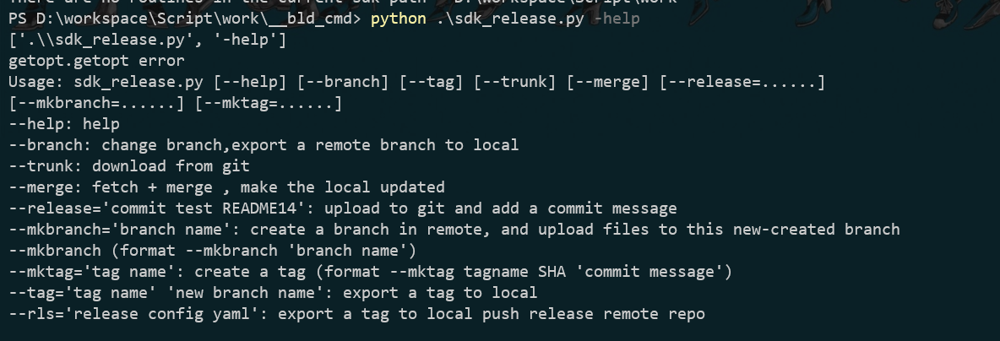 There are no routines in the current sdk path D:\workspace\Script\work
PS D:\workspace\Script\work\__bld_cmd> python .\sdk_release.py -help
['.\\sdk_release.py', '-help']
getopt.getopt error
Usage: sdk_release.py [--help] [--branch] [--tag] [--trunk] [--merge] [--release=......]
[--mkbranch=......] [--mktag=......]
--help: help
--branch: change branch,export a remote branch to local
--trunk: download from git
--merge: fetch + merge , make the local updated
--release='commit test README14': upload to git and add a commit message
--mkbranch='branch name': create a branch in remote, and upload files to this new-created branch
--mkbranch (format --mkbranch 'branch name')
--mktag='tag name': create a tag (format --mktag tagname SHA 'commit message')
--tag='tag name' 'new branch name': export a tag to local
--rls='release config yaml': export a tag to local push release remote repo